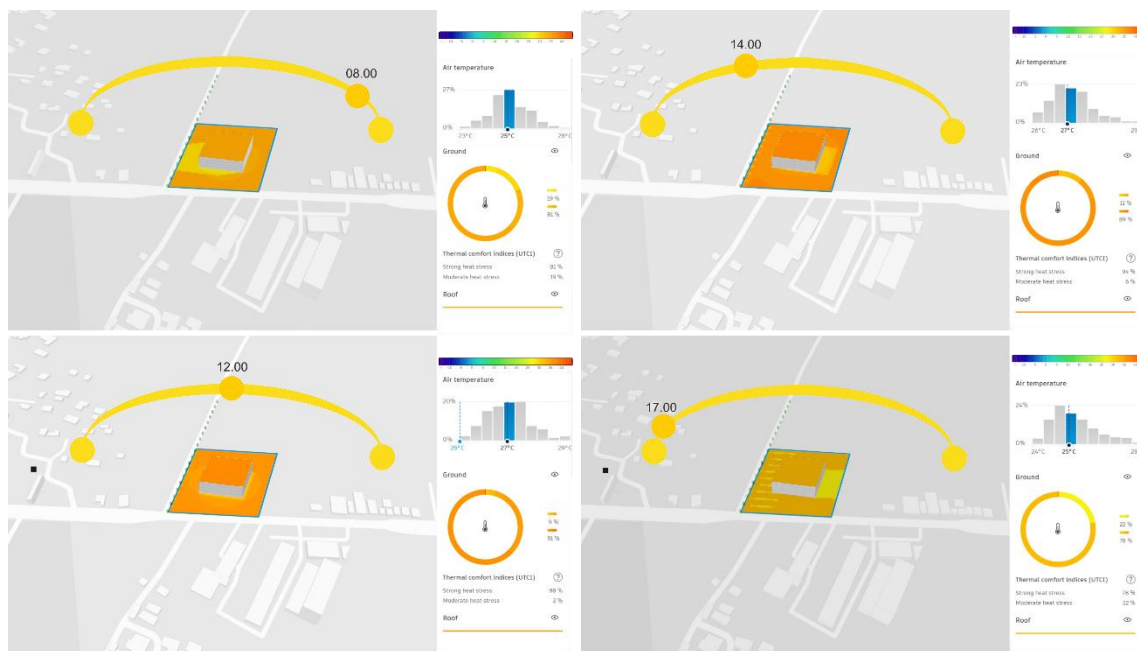 08.00
Air temperature
27%
0%
23°C
25°C
28°C
Ground
19 %
81 %
Thermal comfort indices (UTCI)
?
Strong heat stress 81 %
Moderate heat stress 19 %
Roof
14.00
Air temperature
0%
26°C
27°C
Ground
11 %
89 %
Thermal comfort indices (UTCI)
?
Strong heat stress 94 %
Moderate heat stress 6 %
Roof
12.00
Air temperature
20%
0%
27°C
29°C
Ground
Thermal comfort indices (UTCI)
?
Strong heat stress 98 %
Moderate heat stress 2 %
Roof
17.00
Air temperature
24%
0%
24°C
25°C
Ground
22 %
78 %
Thermal comfort indices (UTCI)
?
Strong heat stress 78 %
Moderate heat stress 22 %
Roof